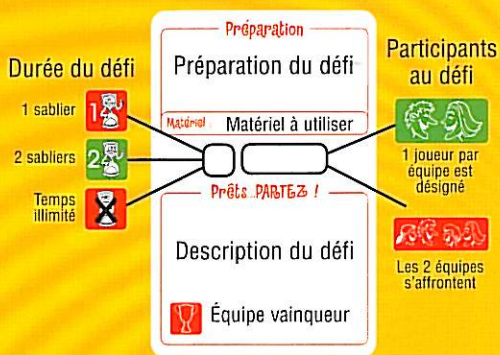 Durée du défi
1 sablier
1
2 sabliers
2
Temps
illimité
Préparation
Préparation du défi
Matériel
Matériel à utiliser
Prêts...PARTEZ !
Description du défi
Équipe vainqueur
Participants
au défi
1 joueur par
équipe est
désigné
Les 2 équipes
s'affrontent